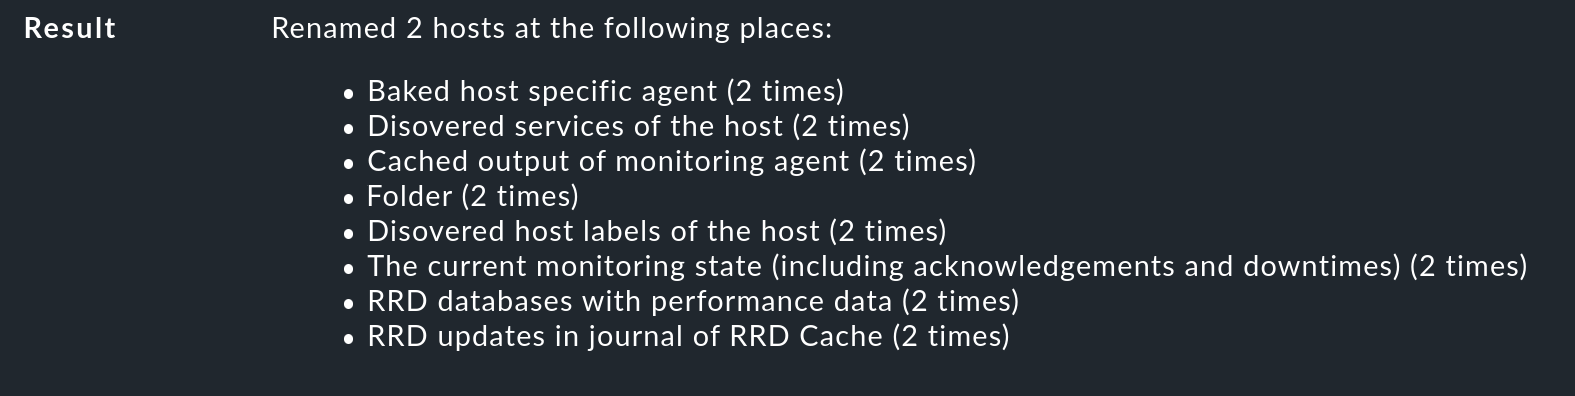 Result Renamed 2 hosts at the following places:
• Baked host specific agent (2 times)
• Disovered services of the host (2 times)
• Cached output of monitoring agent (2 times)
• Folder (2 times)
• Disovered host labels of the host (2 times)
• The current monitoring state (including acknowledgements and downtimes) (2 times)
• RRD databases with performance data (2 times)
• RRD updates in journal of RRD Cache (2 times)